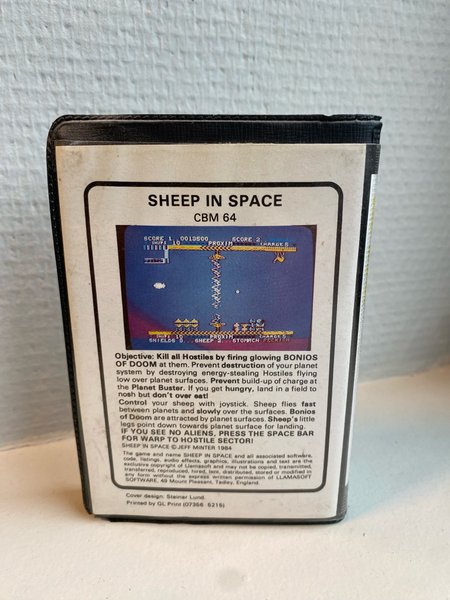 SHEEP IN SPACE
CBM 64
SCORE 1 0013500 SCORE 2
PROXIM
PROXIM
SHIELDS SHEEP STOMACH
Objective: Kill all Hostiles by firing glowing BONIOS
OF DOOM at them. Prevent destruction of your planet
system by destroying energy-stealing Hostiles flying
low over planet surfaces. Prevent build-up of charge at
the Planet Buster. If you get hungry, land in a field to
nosh but don't over eat!
Control your sheep with joystick. Sheep flies fast
between planets and slowly over the surfaces. Bonios
of Doom are attracted by planet surfaces. Sheep's little
legs point down towards planet surface for landing.
IF YOU SEE NO ALIENS, PRESS THE SPACE BAR
FOR WARP TO HOSTILE SECTOR!
SHEEP IN SPACE © JEFF MINTER 1984
The game and name SHEEP IN SPACE and all associated software,
code, listings, audio effects, graphics, illustrations and text are the
exclusive copyright of Llamasoft and may not be copied, transmitted,
transferred, reproduced, hired, lent, distributed, stored or modified in
any form without the express written permission of LLAMASOFT
SOFTWARE, 49 Mount Pleasant, Tadley, England.
Cover design: Steinar Lund.
Printed by GL Print (07356 6215)